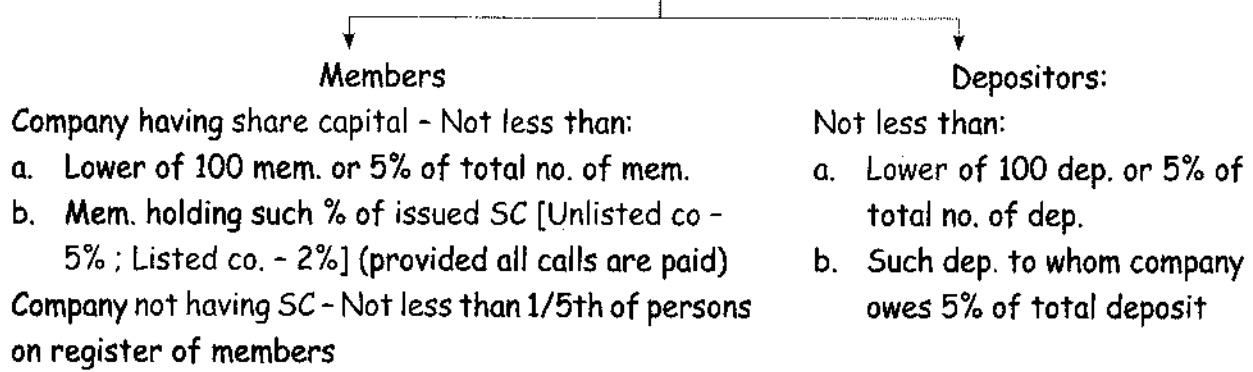 Members
Company having share capital - Not less than:
a. Lower of 100 mem. or 5% of total no. of mem.
b. Mem. holding such % of issued SC [Unlisted co -
5% ; Listed co. - 2%] (provided all calls are paid)
Company not having SC - Not less than 1/5th of persons
on register of members
Depositors:
Not less than:
a. Lower of 100 dep. or 5% of
total no. of dep.
b. Such dep. to whom company
owes 5% of total deposit